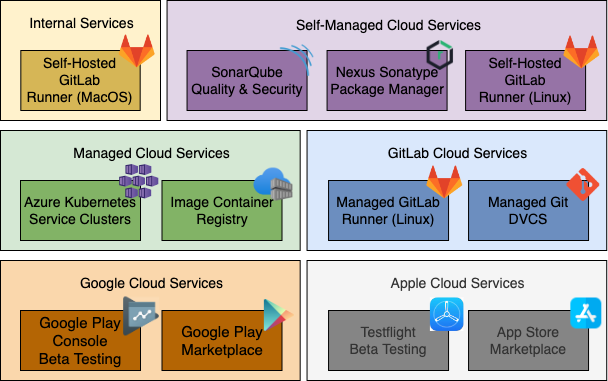 Internal Services
Self-Hosted
GitLab
Runner (MacOS)
Self-Managed Cloud Services
SonarQube
Quality & Security
Nexus Sonatype
Package Manager
Self-Hosted
GitLab
Runner (Linux)
Managed Cloud Services
Azure Kubernetes
Service Clusters
Image Container
Registry
GitLab Cloud Services
Managed GitLab
Runner (Linux)
Managed Git
DVCS
Google Cloud Services
Google Play
Console
Beta Testing
Google Play
Marketplace
Apple Cloud Services
Testflight
Beta Testing
App Store
Marketplace